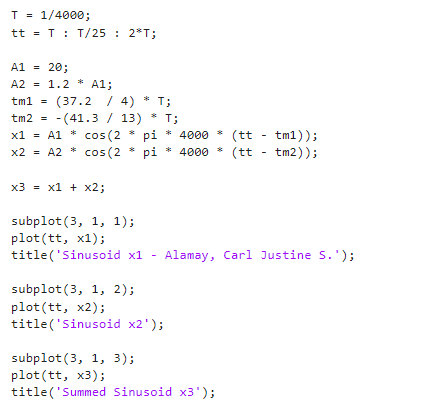 T = 1/4000;
tt = T : T/25 : 2*T;
A1 = 20;
A2 = 1.2 * A1;
tm1 = (37.2  / 4) * T;
tm2 = -(41.3 / 13) * T;
x1 = A1 * cos(2 * pi * 4000 * (tt - tm1));
x2 = A2 * cos(2 * pi * 4000 * (tt - tm2));
x3 = x1 + x2;
subplot(3, 1, 1);
plot(tt, x1);
title('Sinusoid x1 - Alamay, Carl Justine S.');
subplot(3, 1, 2);
plot(tt, x2);
title('Sinusoid x2');
subplot(3, 1, 3);
plot(tt, x3);
title('Summed Sinusoid x3');